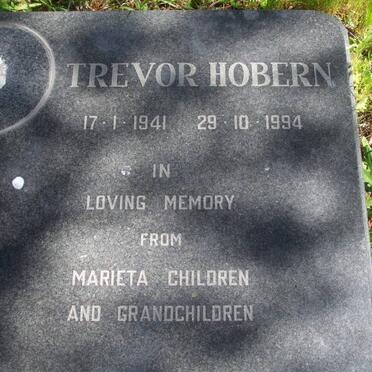 TREVOR HOBERN
17·1·1941 29·10·1994
IN
LOVING MEMORY
FROM
MARIETA CHILDREN
AND GRANDCHILDREN